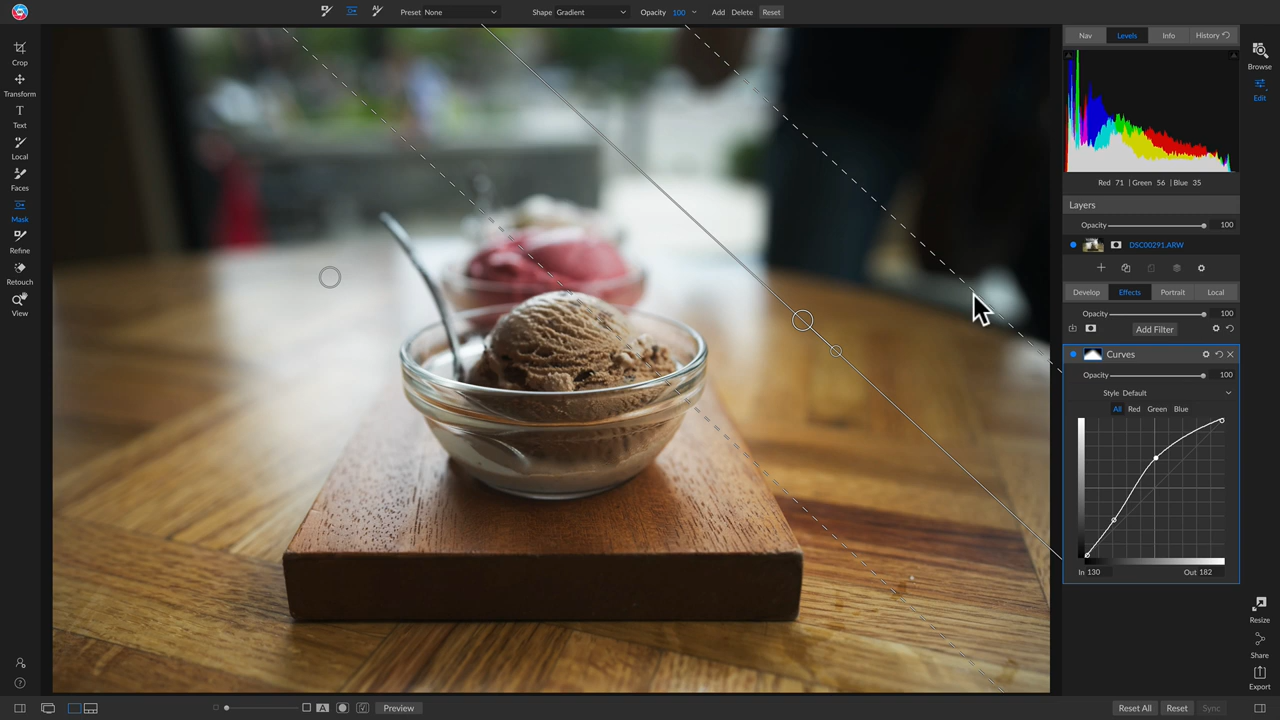 Preset None
Shape Gradient
Opacity 100
Add
Delete
Reset
Crop
Transform
Text
Local
Faces
Mask
Refine
Retouch
View
Nav
Levels
Info
History
Red 71 | Green 56 | Blue 35
Layers
Opacity 100
DSC00291.ARW
Develop
Effects
Portrait
Local
Opacity 100
Add Filter
Curves
Opacity 100
Style Default
All Red Green Blue
In 130 Out 182
Browse
Edit
Resize
Share
Export
A
Preview
Reset All
Reset
Sync